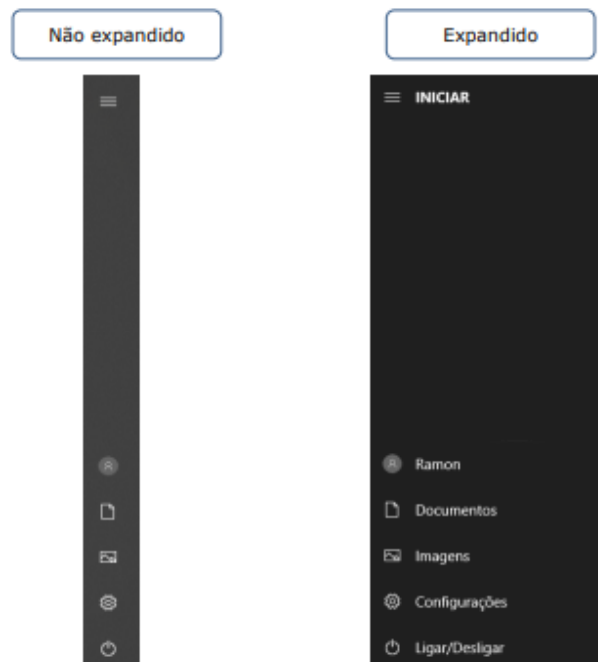 Não expandido
Expandido
INICIAR
Ramon
Documentos
Imagens
Configurações
Ligar/Desligar